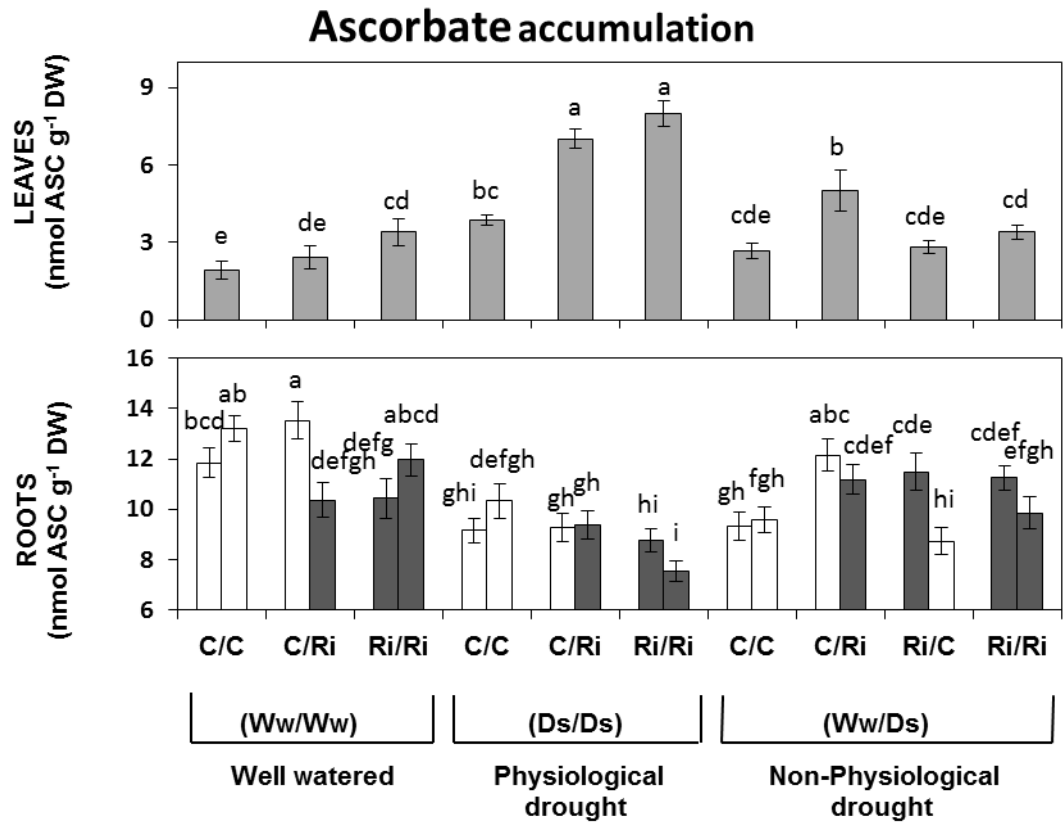 Ascorbate accumulation
LEAVES
(nmol ASC g-1 DW)
9
6
3
0
e
de
cd
bc
a
a
cde
b
cde
cd
ROOTS
(nmol ASC g-1 DW)
16
14
12
10
8
6
bcd
ab
a
defgh
defg
abcd
ghi
defgh
gh
gh
hi
i
gh
fgh
abc
cdef
cde
hi
cdef
efgh
C/C C/Ri Ri/Ri C/C C/Ri Ri/Ri C/C C/Ri Ri/C Ri/Ri
(Ww/Ww) (Ds/Ds) (Ww/Ds)
Well watered Physiological Non-Physiological
drought drought